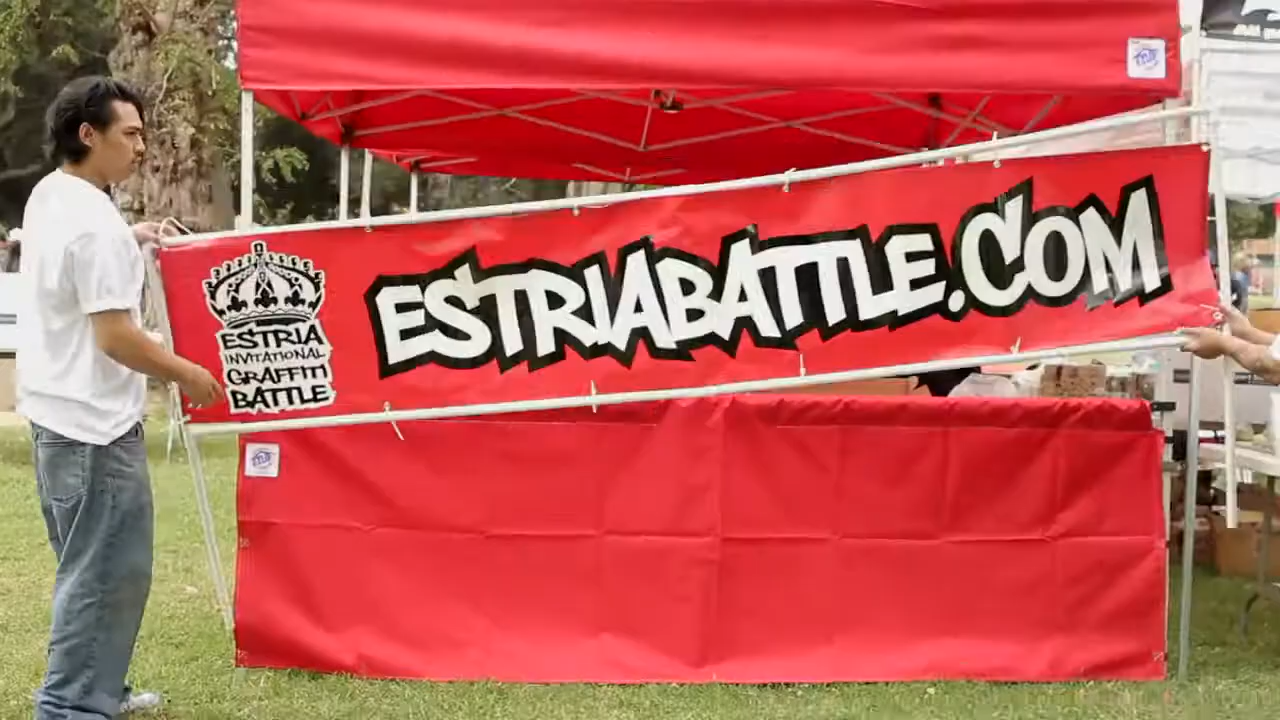 ESTRIABATTLE.COM
ESTRIA
INVITATIONAL
GRAFFITI
BATTLE